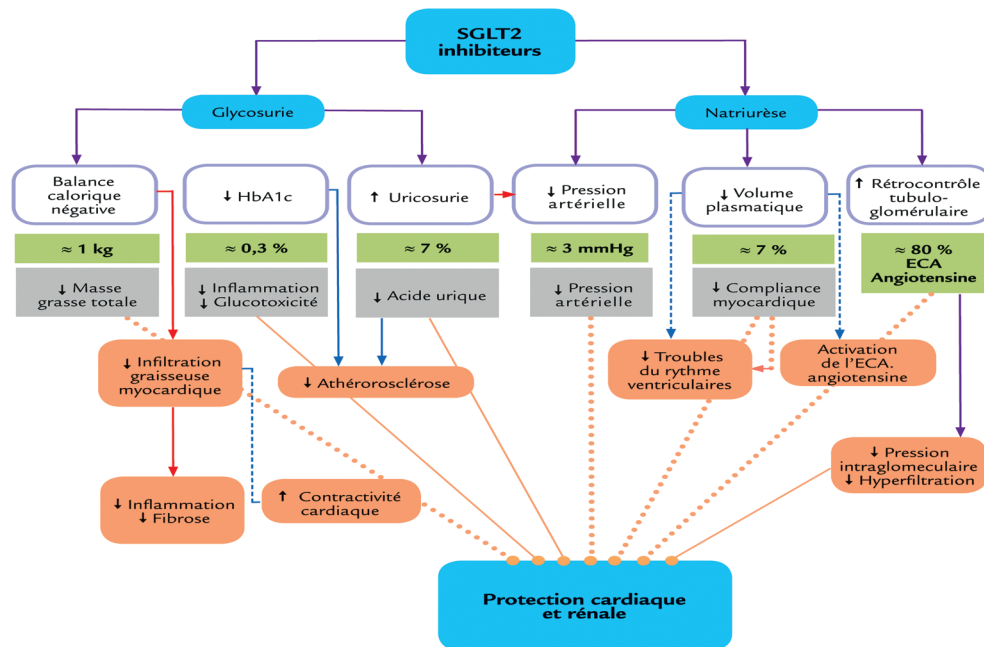 SGLT2
inhibiteurs
Glycosurie
Natriurèse
Balance
calorique
négative
↓ HbA1c
↑ Uricosurie
↓ Pression
artérielle
↓ Volume
plasmatique
↑ Rétrocontrôle
tubulo-
glomérulaire
≈ 1 kg
≈ 0,3 %
≈ 7 %
≈ 3 mmHg
≈ 7 %
≈ 80 %
ECA
Angiotensine
↓ Masse
grasse totale
↓ Inflammation
↓ Glucotoxicité
↓ Acide urique
↓ Pression
artérielle
↓ Compliance
myocardique
↓ Infiltration
graisseuse
myocardique
↓ Athérorosclérose
↓ Troubles
du rythme
ventriculaires
Activation
de l'ECA.
angiotensine
↓ Pression
intraglomeculaire
↓ Hyperfiltration
↓ Inflammation
↓ Fibrose
↑ Contractivité
cardiaque
Protection cardiaque
et rénale